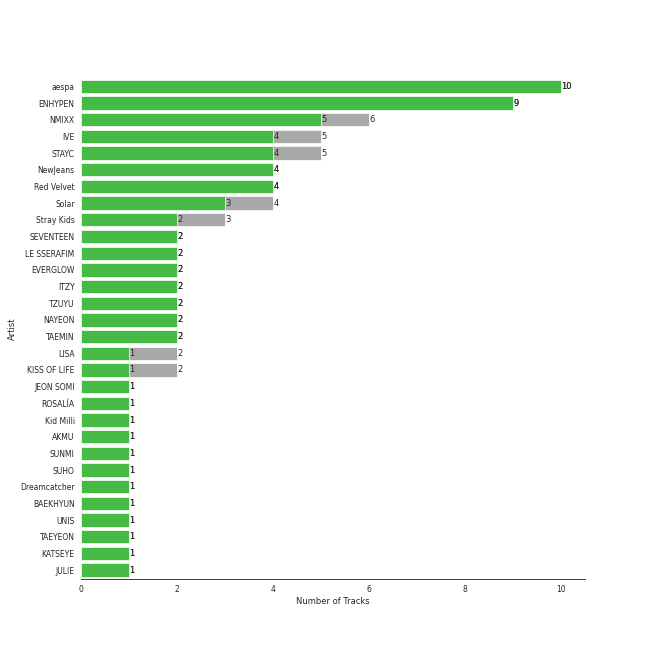 aespa 10
ENHYPEN 9
NMIXX 5 6
IVE 4 5
STAYC 4 5
NewJeans 4
Red Velvet 4
Solar 3 4
Stray Kids 2 3
SEVENTEEN 2
LE SSERAFIM 2
EVERGLOW 2
ITZY 2
TZUYU 2
NAYEON 2
TAEMIN 2
LISA 1 2
KISS OF LIFE 1 2
JEON SOMI 1
ROSALÍA 1
Kid Milli 1
AKMU 1
SUNMI 1
SUHO 1
Dreamcatcher 1
BAEKHYUN 1
UNIS 1
TAEYEON 1
KATSEYE 1
JULIE 1
Artist
0 2 4 6 8 10
Number of Tracks